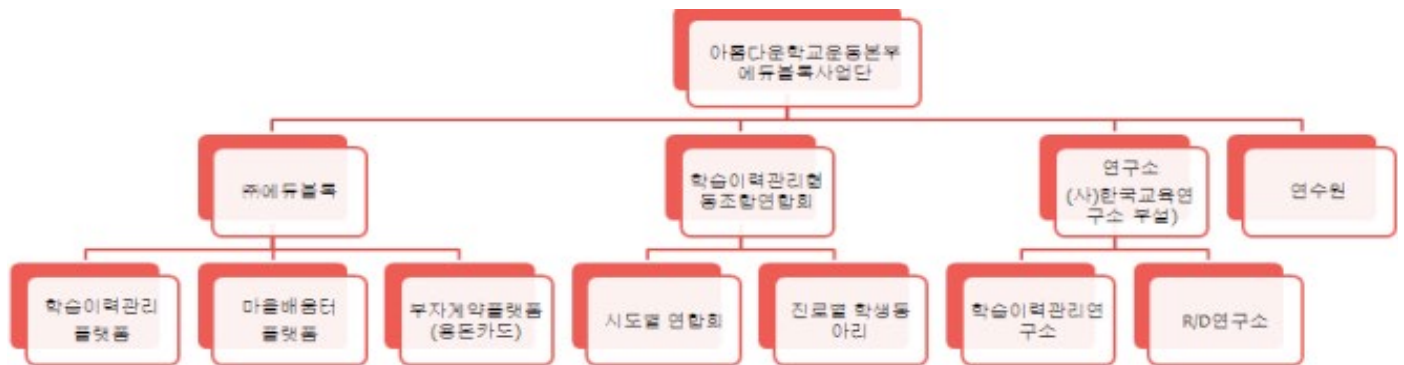 아름다운학교운동본부
에듀블록사업단
㈜에듀블록
학습이력관리협
동조합연합회
연구소
(사)한국교육연
구소 부설)
연수원
학습이력관리
플랫폼
마을배움터
플랫폼
부자계약플랫폼
(용돈카드)
시도별 연합회
진로별 학생동
아리
학습이력관리연
구소
R/D연구소